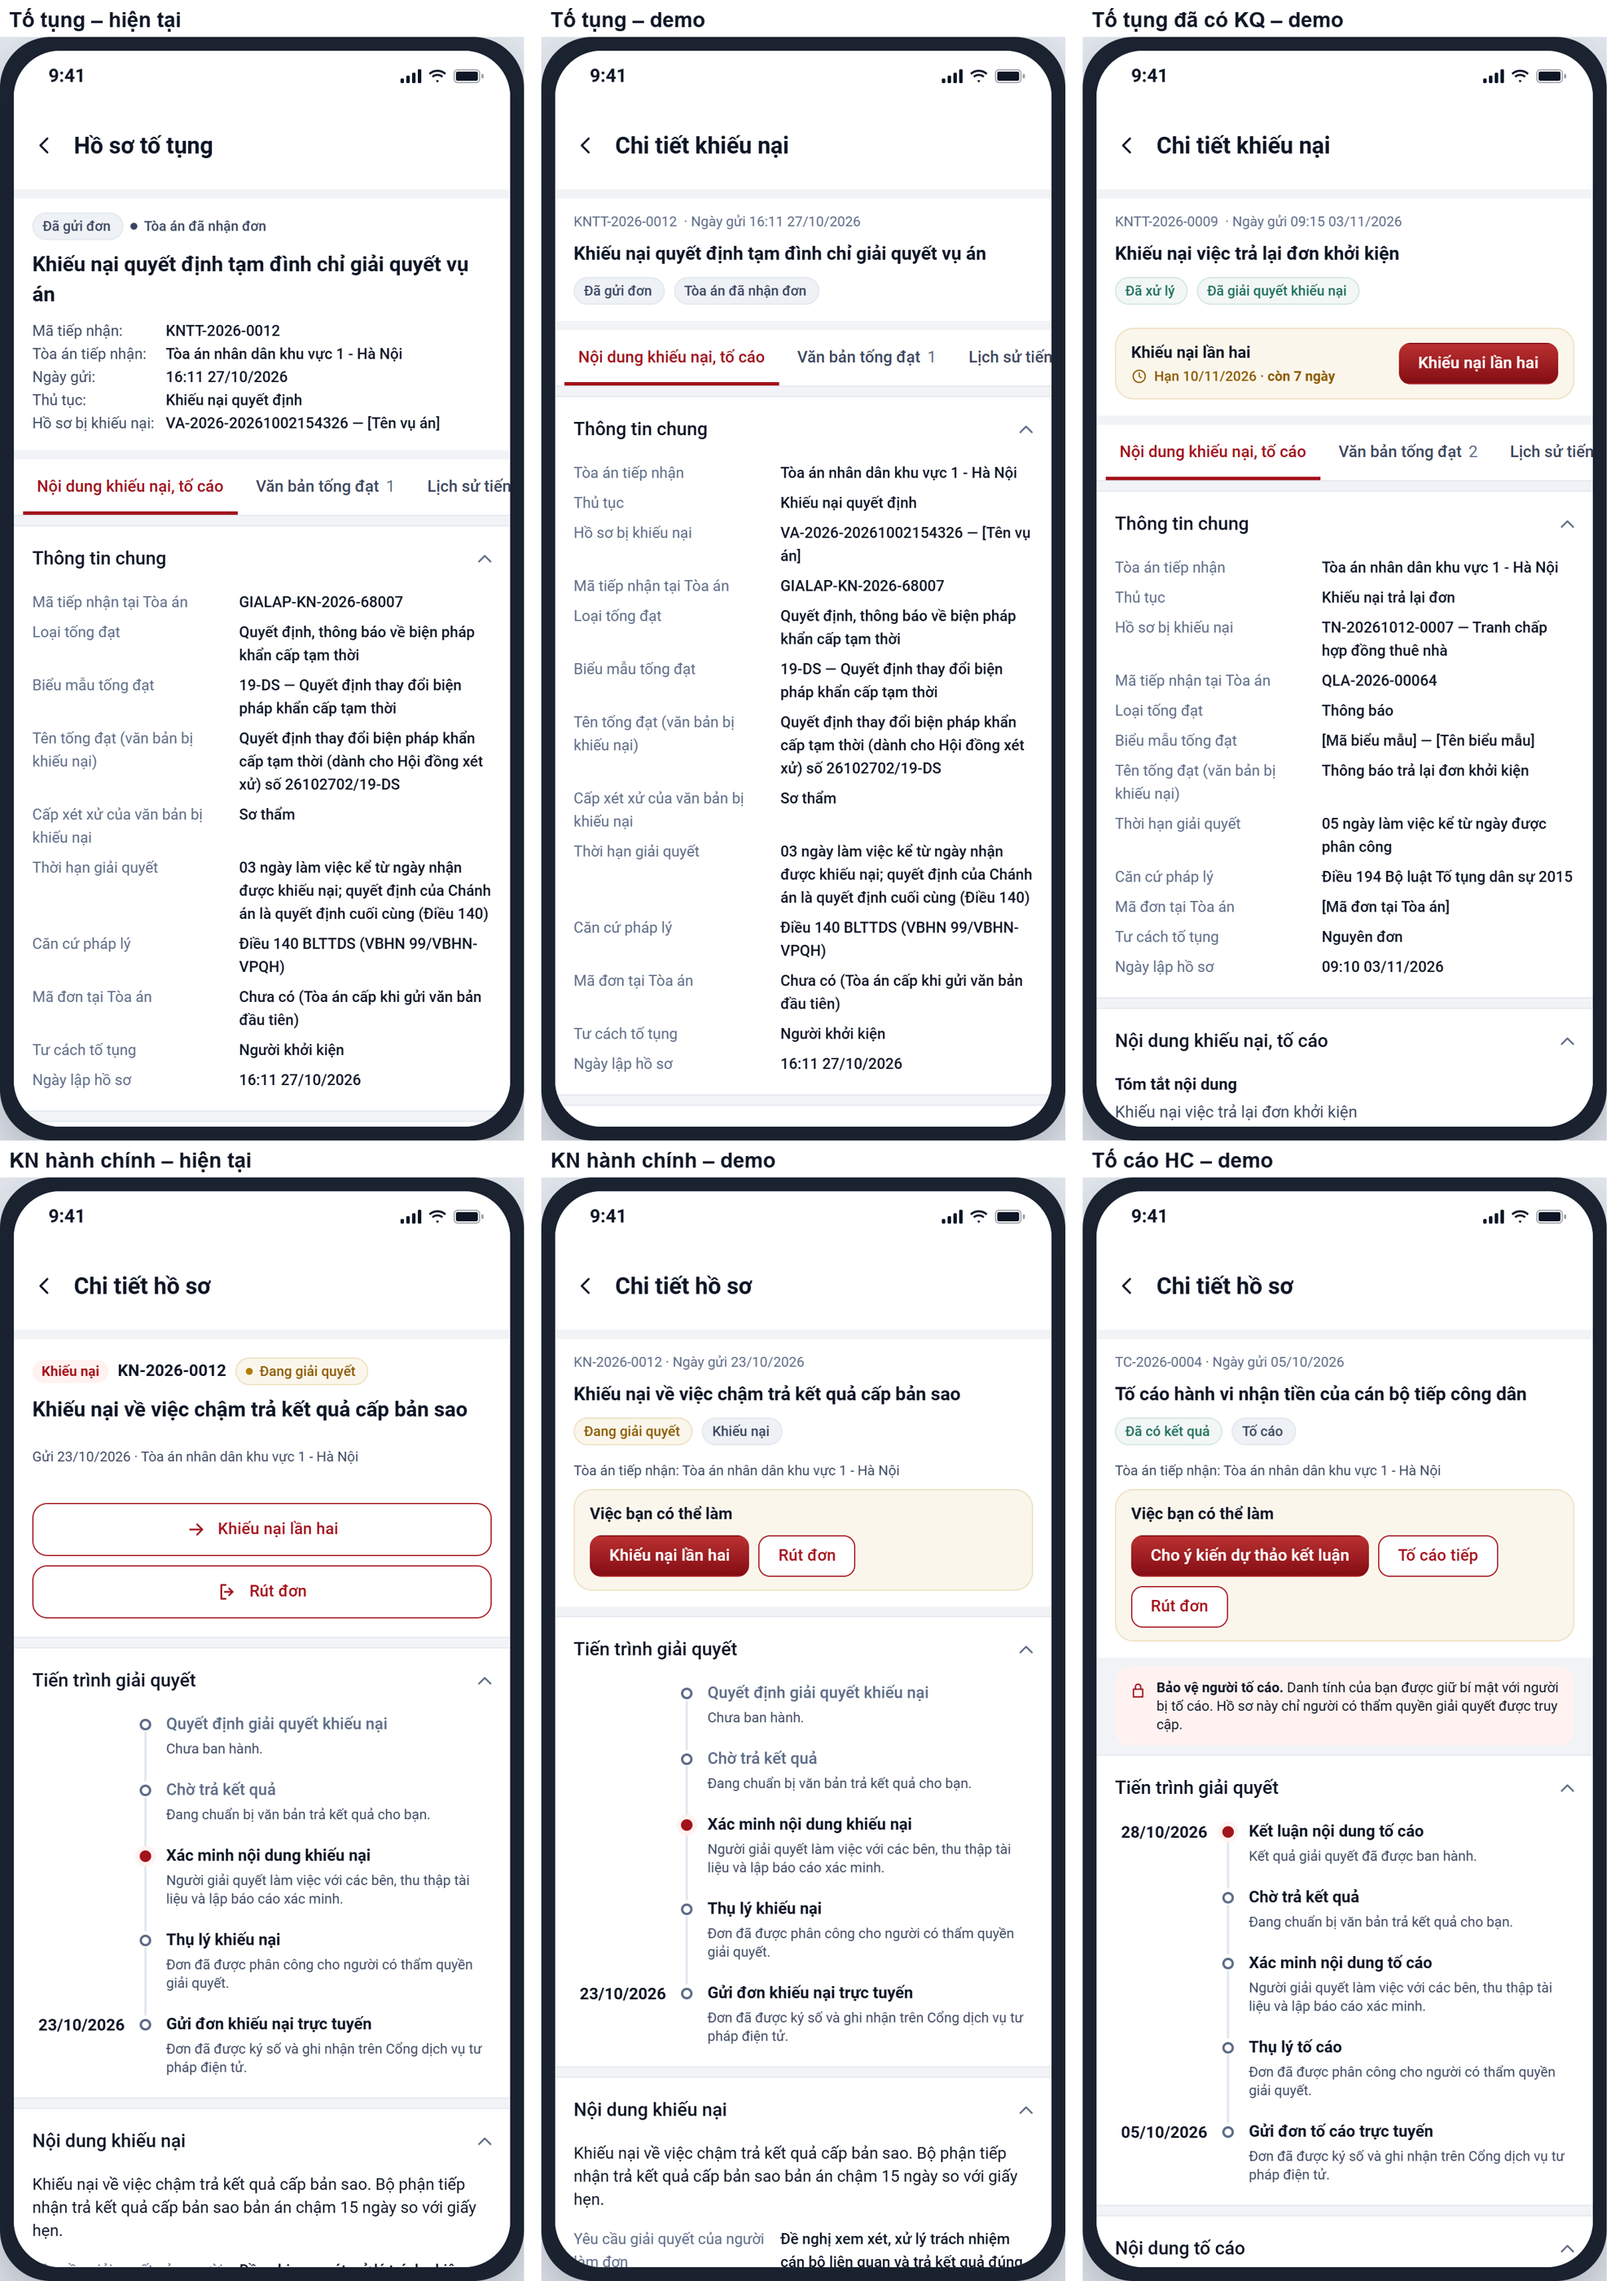 Tố tụng – hiện tại
9:41
Hồ sơ tố tụng
Đã gửi đơn
Tòa án đã nhận đơn
Khiếu nại quyết định tạm đình chỉ giải quyết vụ
án
Mã tiếp nhận: KNTT-2026-0012
Tòa án tiếp nhận: Tòa án nhân dân khu vực 1 - Hà Nội
Ngày gửi: 16:11 27/10/2026
Thủ tục: Khiếu nại quyết định
Hồ sơ bị khiếu nại: VA-2026-20261002154326 — [Tên vụ án]
Nội dung khiếu nại, tố cáo Văn bản tống đạt 1 Lịch sử tiến
Thông tin chung
Mã tiếp nhận tại Tòa án GIALAP-KN-2026-68007
Loại tống đạt Quyết định, thông báo về biện pháp
khẩn cấp tạm thời
Biểu mẫu tống đạt 19-DS — Quyết định thay đổi biện
pháp khẩn cấp tạm thời
Tên tống đạt (văn bản bị Quyết định thay đổi biện pháp khẩn
khiếu nại) cấp tạm thời (dành cho Hội đồng xét
xử) số 26102702/19-DS
Cấp xét xử của văn bản bị Sơ thẩm
khiếu nại
Thời hạn giải quyết 03 ngày làm việc kể từ ngày nhận
được khiếu nại; quyết định của Chánh
án là quyết định cuối cùng (Điều 140)
Căn cứ pháp lý Điều 140 BLTTDS (VBHN 99/VBHN-
VPQH)
Mã đơn tại Tòa án Chưa có (Tòa án cấp khi gửi văn bản
đầu tiên)
Tư cách tố tụng Người khởi kiện
Ngày lập hồ sơ 16:11 27/10/2026
Tố tụng – demo
9:41
Chi tiết khiếu nại
KNTT-2026-0012 · Ngày gửi 16:11 27/10/2026
Khiếu nại quyết định tạm đình chỉ giải quyết vụ án
Đã gửi đơn Tòa án đã nhận đơn
Nội dung khiếu nại, tố cáo Văn bản tống đạt 1 Lịch sử tiến
Thông tin chung
Tòa án tiếp nhận Tòa án nhân dân khu vực 1 - Hà Nội
Thủ tục Khiếu nại quyết định
Hồ sơ bị khiếu nại VA-2026-20261002154326 — [Tên vụ
án]
Mã tiếp nhận tại Tòa án GIALAP-KN-2026-68007
Loại tống đạt Quyết định, thông báo về biện pháp
khẩn cấp tạm thời
Biểu mẫu tống đạt 19-DS — Quyết định thay đổi biện
pháp khẩn cấp tạm thời
Tên tống đạt (văn bản bị Quyết định thay đổi biện pháp khẩn
khiếu nại) cấp tạm thời (dành cho Hội đồng xét
xử) số 26102702/19-DS
Cấp xét xử của văn bản bị Sơ thẩm
khiếu nại
Thời hạn giải quyết 03 ngày làm việc kể từ ngày nhận
được khiếu nại; quyết định của Chánh
án là quyết định cuối cùng (Điều 140)
Căn cứ pháp lý Điều 140 BLTTDS (VBHN 99/VBHN-
VPQH)
Mã đơn tại Tòa án Chưa có (Tòa án cấp khi gửi văn bản
đầu tiên)
Tư cách tố tụng Người khởi kiện
Ngày lập hồ sơ 16:11 27/10/2026
Tố tụng đã có KQ – demo
9:41
Chi tiết khiếu nại
KNTT-2026-0009 · Ngày gửi 09:15 03/11/2026
Khiếu nại việc trả lại đơn khởi kiện
Đã xử lý Đã giải quyết khiếu nại
Khiếu nại lần hai
Hạn 10/11/2026 · còn 7 ngày
Khiếu nại lần hai
Nội dung khiếu nại, tố cáo Văn bản tống đạt 2 Lịch sử tiến
Thông tin chung
Tòa án tiếp nhận Tòa án nhân dân khu vực 1 - Hà Nội
Thủ tục Khiếu nại trả lại đơn
Hồ sơ bị khiếu nại TN-20261012-0007 — Tranh chấp
hợp đồng thuê nhà
Mã tiếp nhận tại Tòa án QLA-2026-00064
Loại tống đạt Thông báo
Biểu mẫu tống đạt [Mã biểu mẫu] — [Tên biểu mẫu]
Tên tống đạt (văn bản bị Thông báo trả lại đơn khởi kiện
khiếu nại)
Thời hạn giải quyết 05 ngày làm việc kể từ ngày được
phân công
Căn cứ pháp lý Điều 194 Bộ luật Tố tụng dân sự 2015
Mã đơn tại Tòa án [Mã đơn tại Tòa án]
Tư cách tố tụng Nguyên đơn
Ngày lập hồ sơ 09:10 03/11/2026
Nội dung khiếu nại, tố cáo
Tóm tắt nội dung
Khiếu nại việc trả lại đơn khởi kiện
KN hành chính – hiện tại
9:41
Chi tiết hồ sơ
Khiếu nại KN-2026-0012 Đang giải quyết
Khiếu nại về việc chậm trả kết quả cấp bản sao
Gửi 23/10/2026 · Tòa án nhân dân khu vực 1 - Hà Nội
Khiếu nại lần hai
Rút đơn
Tiến trình giải quyết
Quyết định giải quyết khiếu nại
Chưa ban hành.
Chờ trả kết quả
Đang chuẩn bị văn bản trả kết quả cho bạn.
Xác minh nội dung khiếu nại
Người giải quyết làm việc với các bên, thu thập tài
liệu và lập báo cáo xác minh.
Thụ lý khiếu nại
Đơn đã được phân công cho người có thẩm quyền
giải quyết.
23/10/2026 Gửi đơn khiếu nại trực tuyến
Đơn đã được ký số và ghi nhận trên Cổng dịch vụ tư
pháp điện tử.
Nội dung khiếu nại
Khiếu nại về việc chậm trả kết quả cấp bản sao. Bộ phận tiếp
nhận trả kết quả cấp bản sao bản án chậm 15 ngày so với giấy
hẹn.
KN hành chính – demo
9:41
Chi tiết hồ sơ
KN-2026-0012 · Ngày gửi 23/10/2026
Khiếu nại về việc chậm trả kết quả cấp bản sao
Đang giải quyết Khiếu nại
Tòa án tiếp nhận: Tòa án nhân dân khu vực 1 - Hà Nội
Việc bạn có thể làm
Khiếu nại lần hai Rút đơn
Tiến trình giải quyết
Quyết định giải quyết khiếu nại
Chưa ban hành.
Chờ trả kết quả
Đang chuẩn bị văn bản trả kết quả cho bạn.
Xác minh nội dung khiếu nại
Người giải quyết làm việc với các bên, thu thập tài
liệu và lập báo cáo xác minh.
Thụ lý khiếu nại
Đơn đã được phân công cho người có thẩm quyền
giải quyết.
23/10/2026 Gửi đơn khiếu nại trực tuyến
Đơn đã được ký số và ghi nhận trên Cổng dịch vụ tư
pháp điện tử.
Nội dung khiếu nại
Khiếu nại về việc chậm trả kết quả cấp bản sao. Bộ phận tiếp
nhận trả kết quả cấp bản sao bản án chậm 15 ngày so với giấy
hẹn.
Yêu cầu giải quyết của người Đề nghị xem xét, xử lý trách nhiệm
làm đơn cán bộ liên quan và trả kết quả đúng
Tố cáo HC – demo
9:41
Chi tiết hồ sơ
TC-2026-0004 · Ngày gửi 05/10/2026
Tố cáo hành vi nhận tiền của cán bộ tiếp công dân
Đã có kết quả Tố cáo
Tòa án tiếp nhận: Tòa án nhân dân khu vực 1 - Hà Nội
Việc bạn có thể làm
Cho ý kiến dự thảo kết luận Tố cáo tiếp
Rút đơn
Bảo vệ người tố cáo. Danh tính của bạn được giữ bí mật với người
bị tố cáo. Hồ sơ này chỉ người có thẩm quyền giải quyết được truy
cập.
Tiến trình giải quyết
28/10/2026 Kết luận nội dung tố cáo
Kết quả giải quyết đã được ban hành.
Chờ trả kết quả
Đang chuẩn bị văn bản trả kết quả cho bạn.
Xác minh nội dung tố cáo
Người giải quyết làm việc với các bên, thu thập tài
liệu và lập báo cáo xác minh.
Thụ lý tố cáo
Đơn đã được phân công cho người có thẩm quyền
giải quyết.
05/10/2026 Gửi đơn tố cáo trực tuyến
Đơn đã được ký số và ghi nhận trên Cổng dịch vụ tư
pháp điện tử.
Nội dung tố cáo